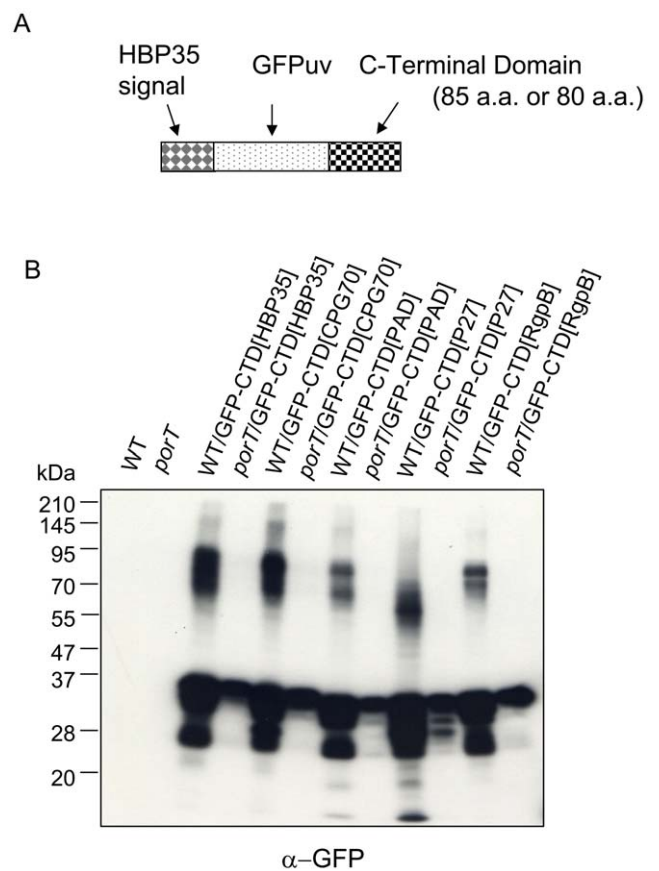 A
HBP35
signal
GFPuv
C-Terminal Domain
(85 a.a. or 80 a.a.)
B
WT
porT
WT/GFP-CTD[HBP35]
porT/GFP-CTD[HBP35]
WT/GFP-CTD[CPG70]
porT/GFP-CTD[CPG70]
WT/GFP-CTD[PAD]
porT/GFP-CTD[PAD]
WT/GFP-CTD[P27]
porT/GFP-CTD[P27]
WT/GFP-CTD[RgpB]
porT/GFP-CTD[RgpB]
kDa
210
145
95
70
55
47
37
28
20
α–GFP